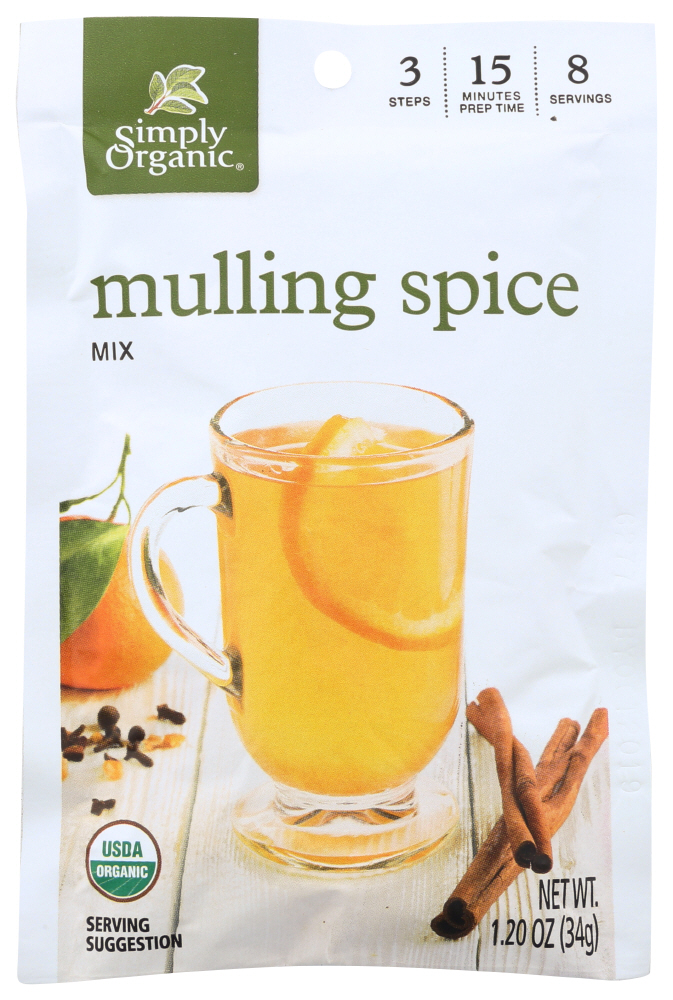 simply
Organic®
3
STEPS
15
MINUTES
PREP TIME
8
SERVINGS
mulling spice
MIX
USDA
ORGANIC
SERVING
SUGGESTION
NET WT.
1.20 OZ (34g)